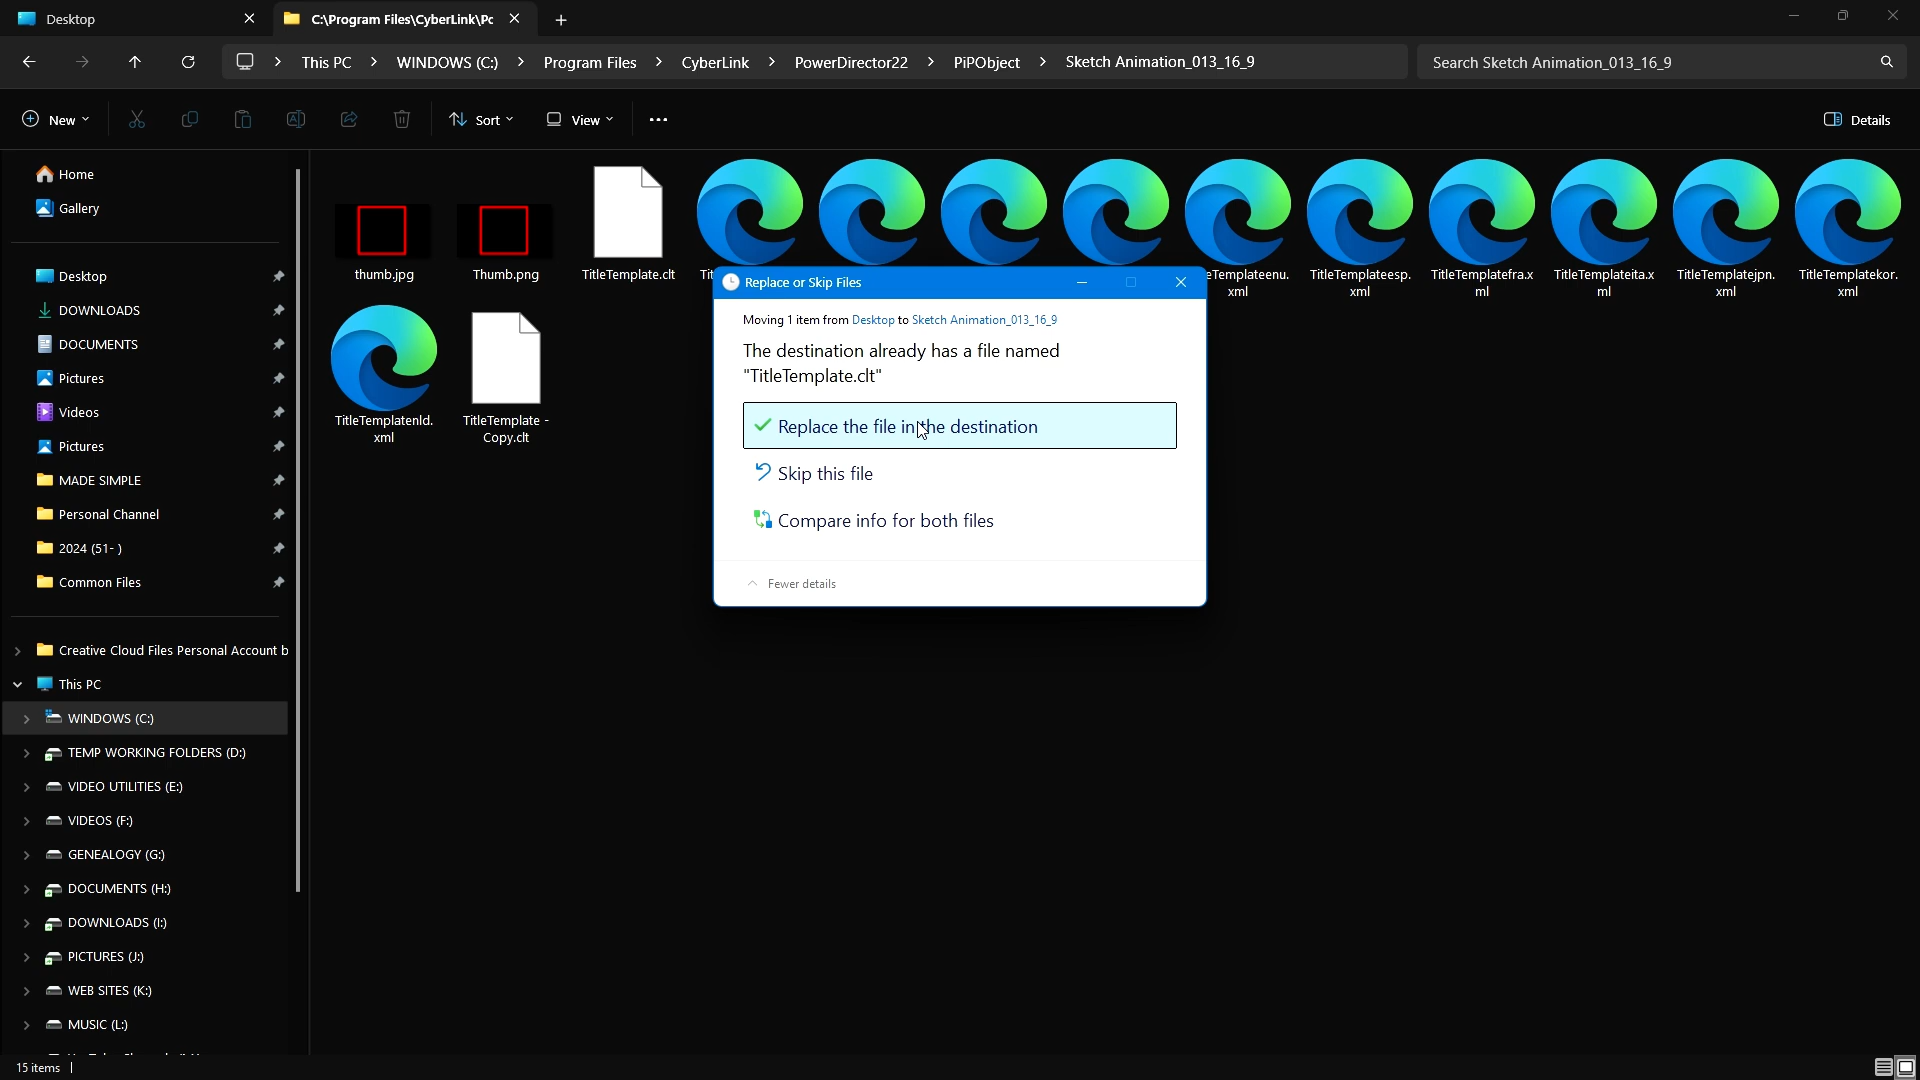 Desktop
C:\Program Files\CyberLink\Pc
This PC > WINDOWS (C:) > Program Files > CyberLink > PowerDirector22 > PiPObject > Sketch Animation_013_16_9
Search Sketch Animation_013_16_9
New
Sort
View
Details
Home
Gallery
Desktop
DOWNLOADS
DOCUMENTS
Pictures
Videos
Pictures
MADE SIMPLE
Personal Channel
2024 (51- )
Common Files
Creative Cloud Files Personal Account b
This PC
WINDOWS (C:)
TEMP WORKING FOLDERS (D:)
VIDEO UTILITIES (E:)
VIDEOS (F:)
GENEALOGY (G:)
DOCUMENTS (H:)
DOWNLOADS (I:)
PICTURES (J:)
WEB SITES (K:)
MUSIC (L:)
thumb.jpg
Thumb.png
TitleTemplate.clt
eTemplateenu.
xml
TitleTemplateesp.
xml
TitleTemplatefra.x
ml
TitleTemplateita.x
ml
TitleTemplatejpn.
xml
TitleTemplatekor.
xml
TitleTemplatenld.
xml
TitleTemplate -
Copy.clt
Replace or Skip Files
Moving 1 item from Desktop to Sketch Animation_013_16_9
The destination already has a file named
"TitleTemplate.clt"
Replace the file in the destination
Skip this file
Compare info for both files
Fewer details
15 items